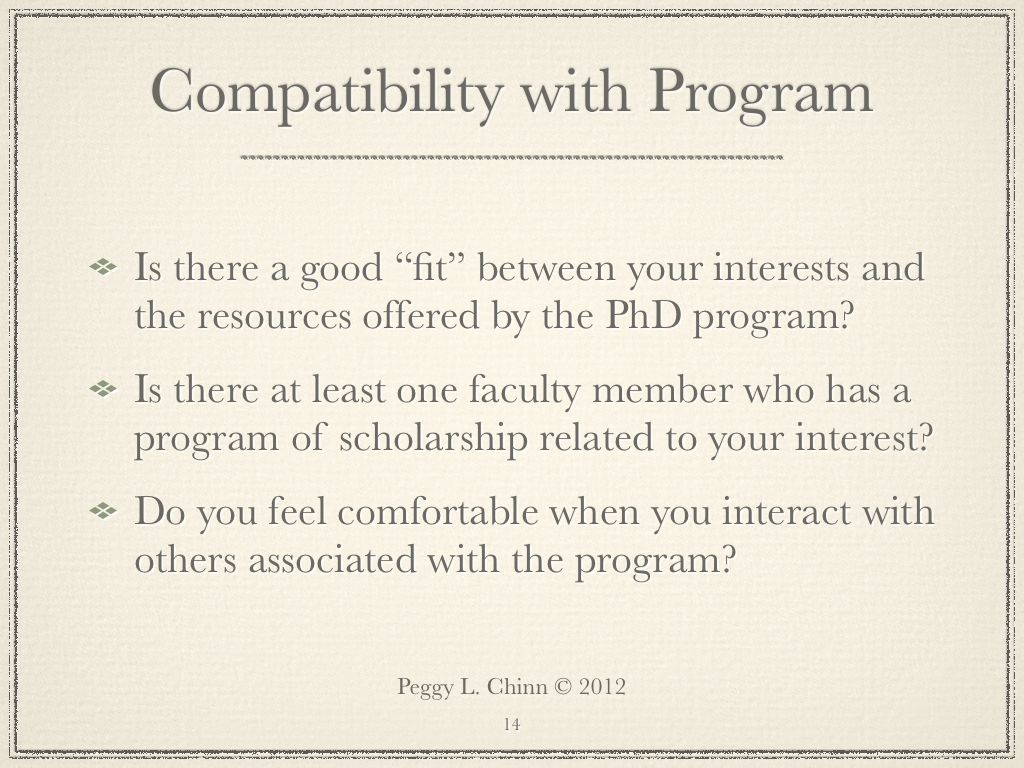 Compatibility with Program
Is there a good “fit” between your interests and
the resources offered by the PhD program?
Is there at least one faculty member who has a
program of scholarship related to your interest?
Do you feel comfortable when you interact with
others associated with the program?
Peggy L. Chinn © 2012
14